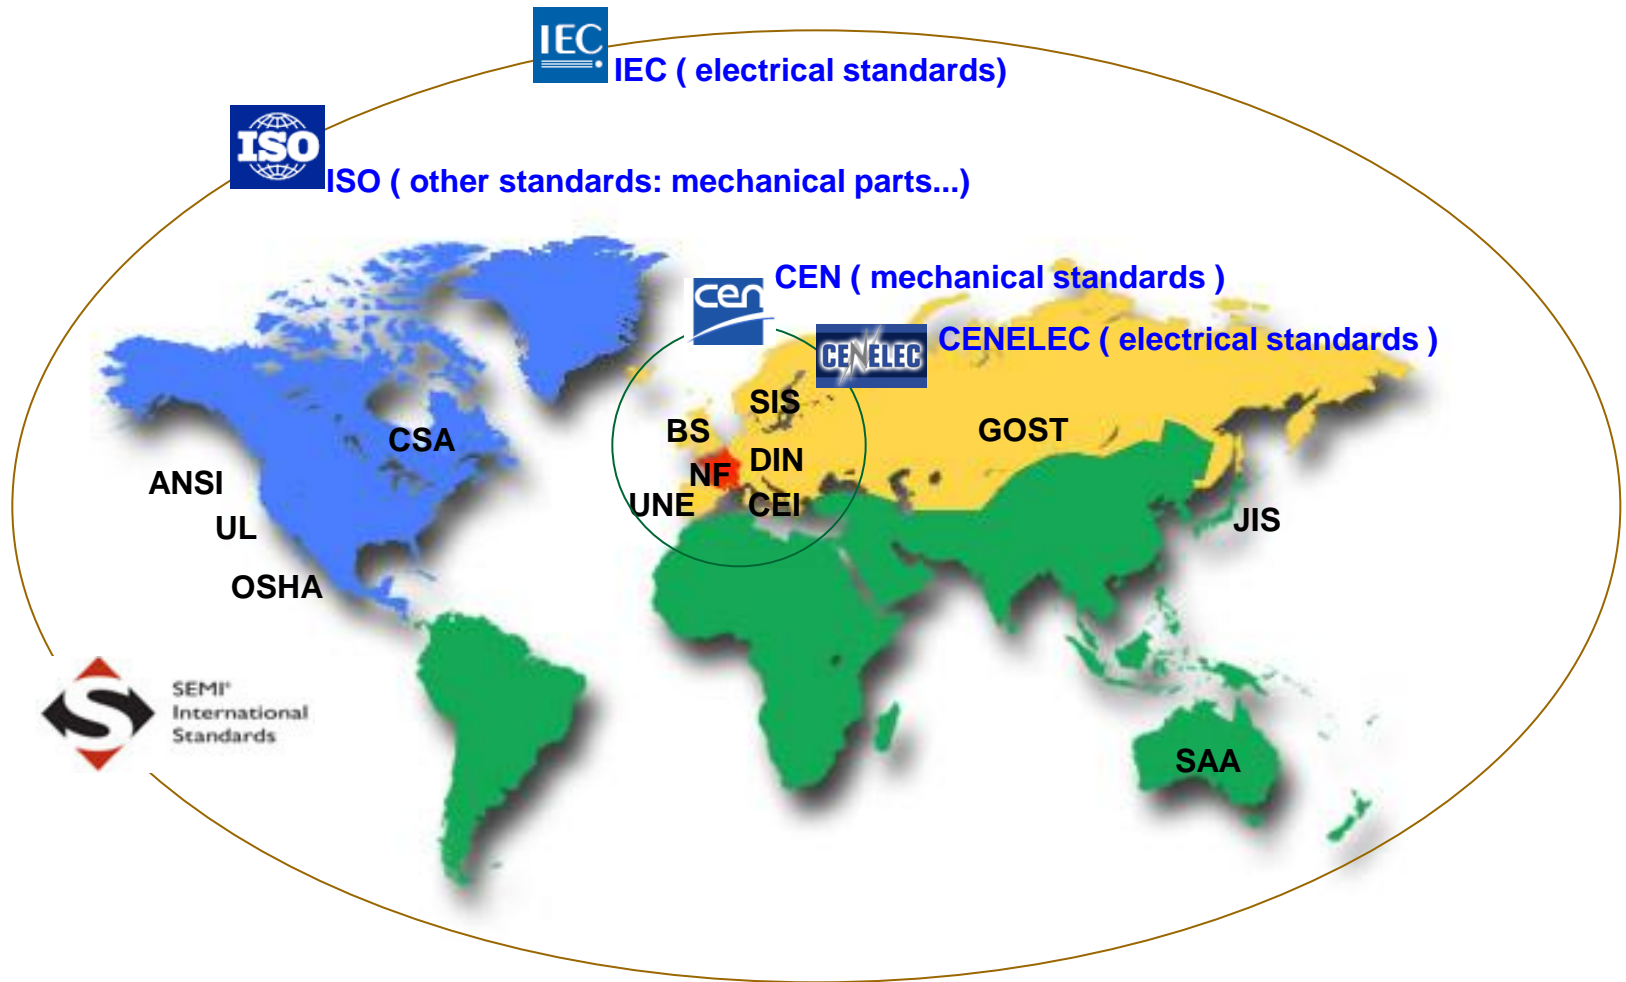 IEC
IEC ( electrical standards)
ISO
ISO ( other standards: mechanical parts...)
cen
CEN ( mechanical standards )
CENELEC
CENELEC ( electrical standards )
SIS
BS
GOST
CSA
DIN
NF
ANSI
UNE
CEI
UL
JIS
OSHA
S
SEMI®
International
Standards
SAA